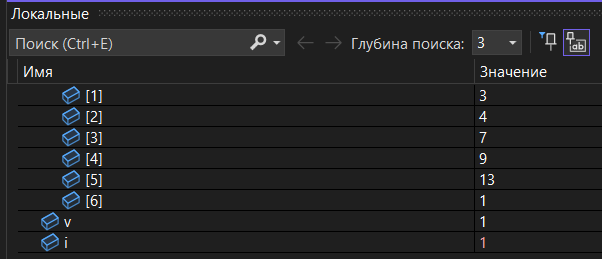 Локальные
Поиск (Ctrl+E) Глубина поиска: 3
Имя Значение
[1] 3
[2] 4
[3] 7
[4] 9
[5] 13
[6] 1
v 1
i 1